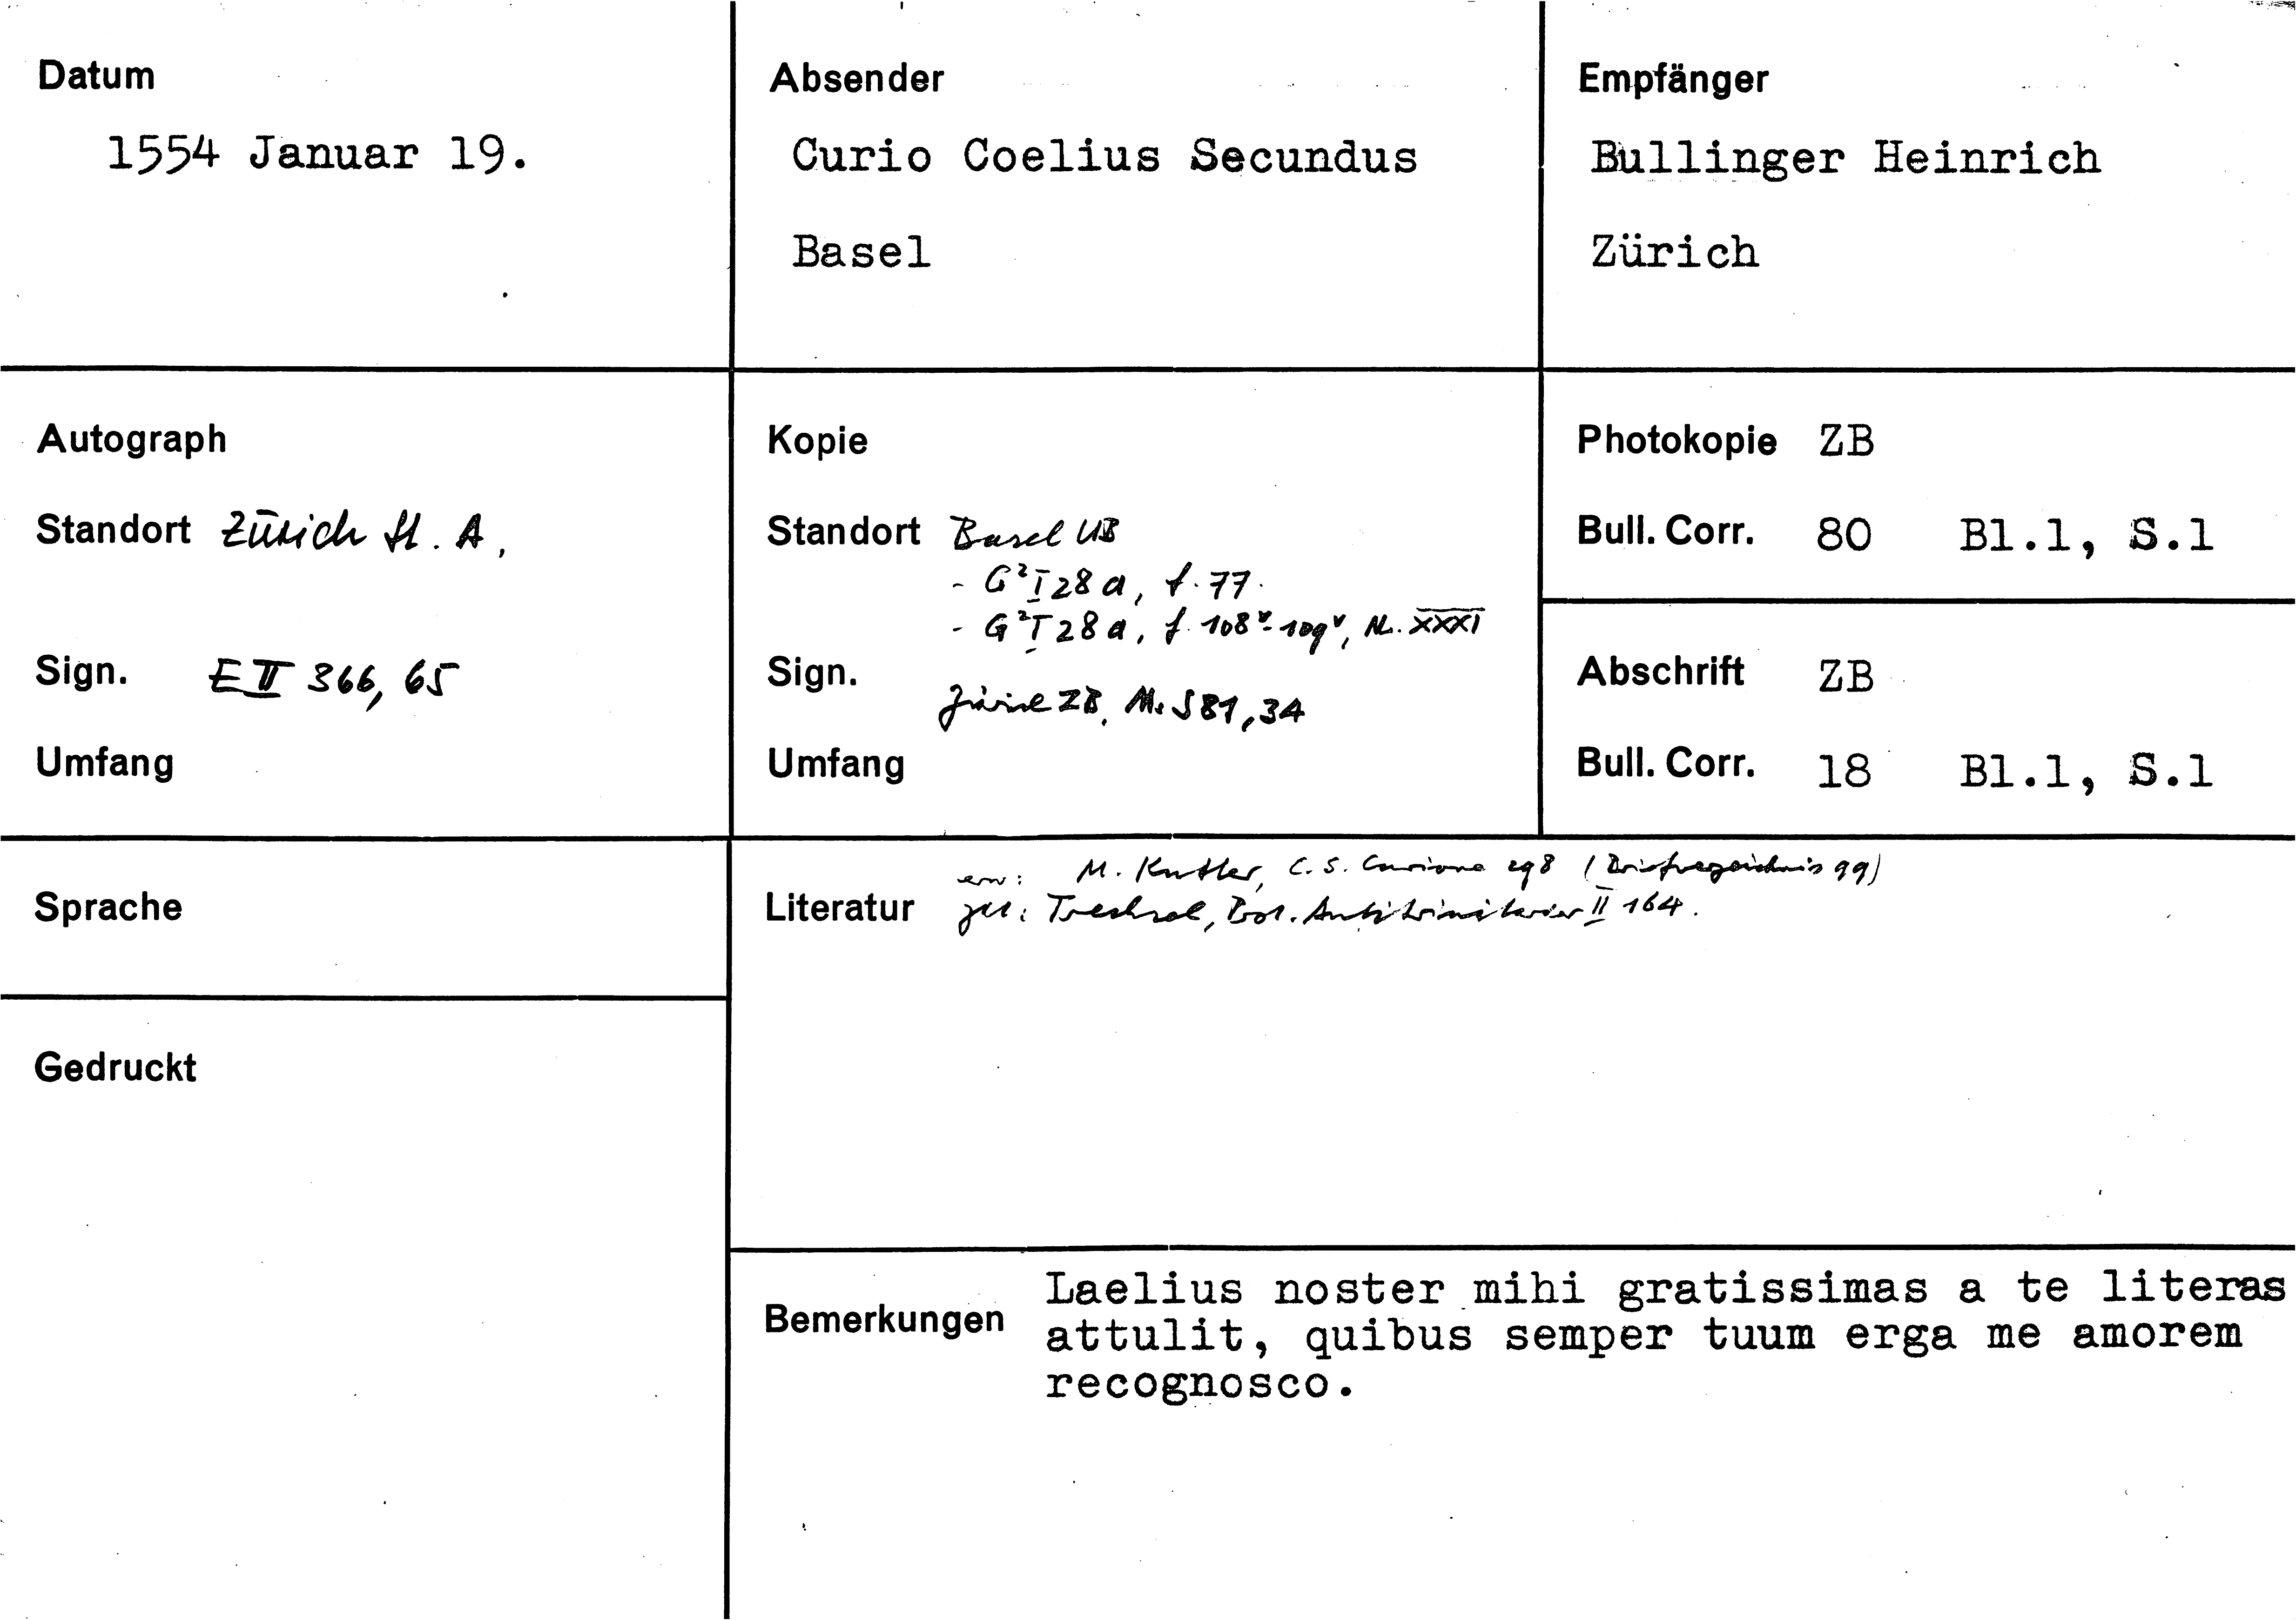 Datum
1554 Januar 19.
Absender
Curio Coelius Secundus
Basel
Empfänger
Bullinger Heinrich
Zürich
Autograph
Standort Zürich St. A.
Sign. E II 366, 65
Umfang
Kopie
Standort Basel UB
- G² I 28 a, f. 77.
- G² I 28 a, f. 108v-109v, Nr. XXXI
Sign.
Zürich ZB, Ms S 81, 34
Umfang
Photokopie ZB
Bull. Corr. 80 Bl.1, S.1
Abschrift ZB
Bull. Corr. 18 Bl.1, S.1
Sprache
Gedruckt
Literatur
erw: M. Kutter, C. S. Curione 298 (Briefverzeichnis 99)
zit: Trechsel, Prot. Antitrinitarier II 164.
Bemerkungen
Laelius noster mihi gratissimas a te literas
attulit, quibus semper tuum erga me amorem
recognosco.